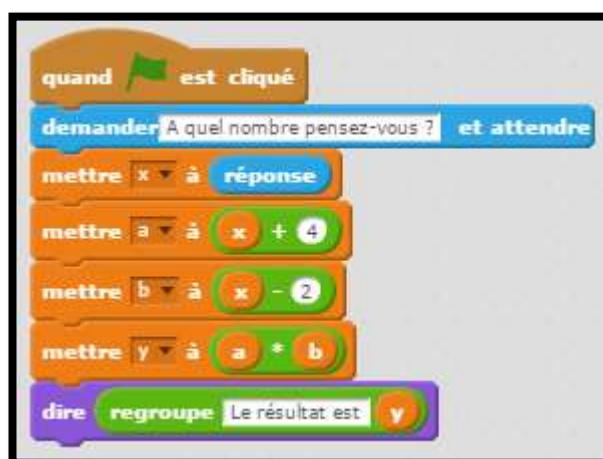 quand est cliqué
demander A quel nombre pensez-vous ? et attendre
mettre x à réponse
mettre a à x + 4
mettre b à x - 2
mettre y à a * b
dire regroupe Le résultat est y